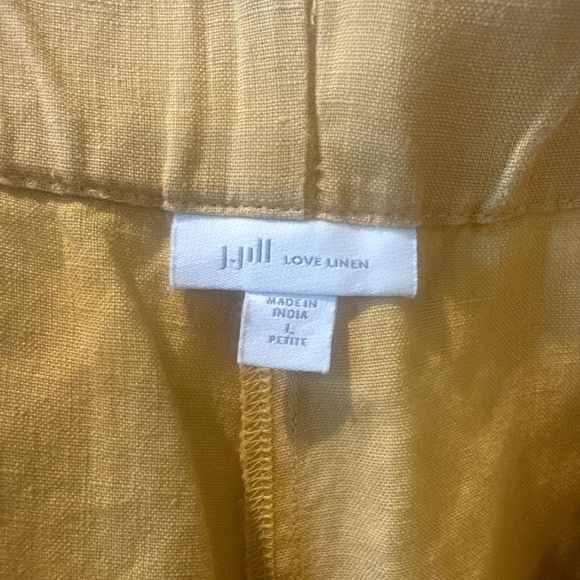 J.Jill LOVE LINEN
MADE IN
INDIA
L
PETITE